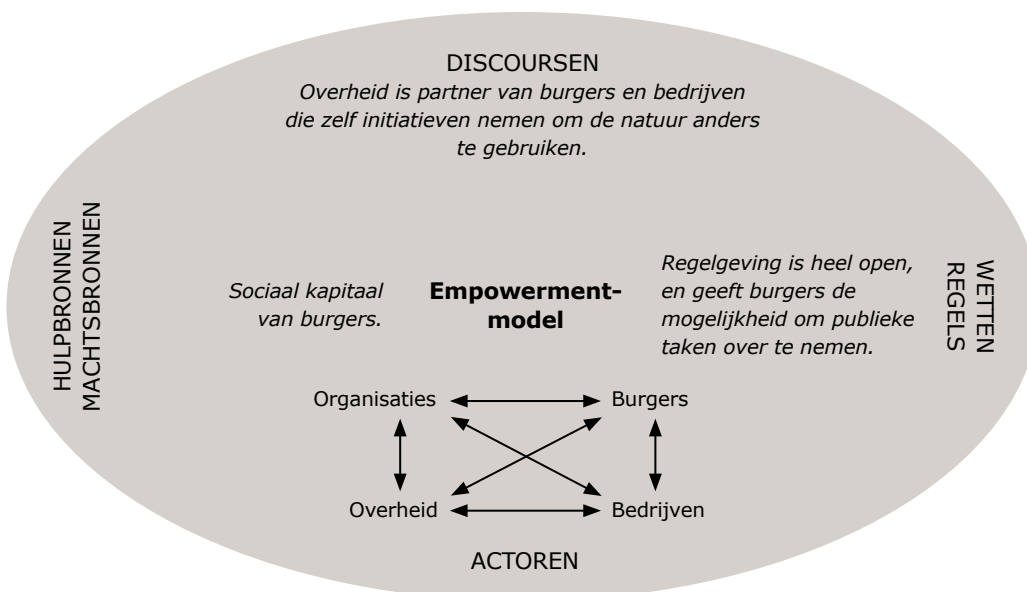 DISCOURSEN
Overheid is partner van burgers en bedrijven
die zelf initiatieven nemen om de natuur anders
te gebruiken.
HULPBRONNEN
MACHTSBRONNEN
Sociaal kapitaal
van burgers.
Empowerment-
model
Regelgeving is heel open,
en geeft burgers de
mogelijkheid om publieke
taken over te nemen.
WETTEN
REGELS
Organisaties
Burgers
Overheid
Bedrijven
ACTOREN